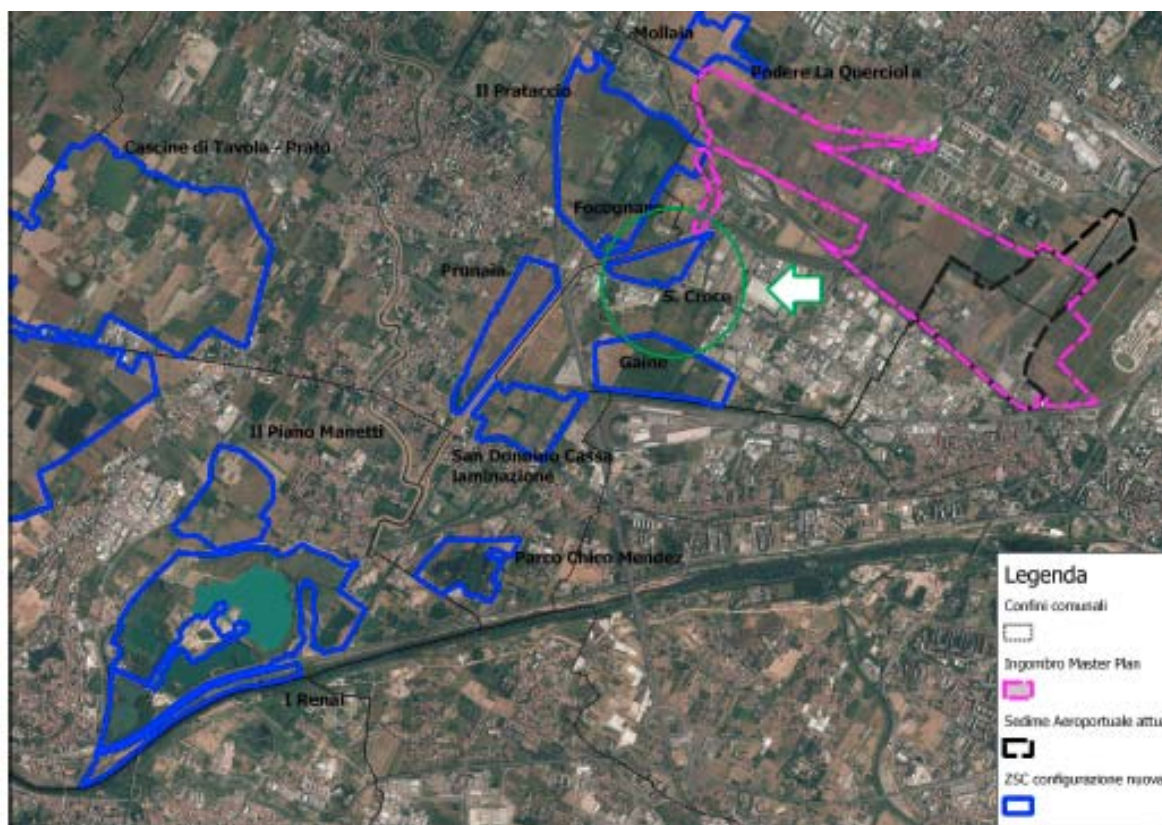 Mollaia
Podere La Querciola
Il Prataccio
Cascine di Tavola - Prato
Focognano
Prunaia
S. Croce
Gaine
Il Piano Manetti
San Donnino Cassa
laminazione
Parco Chico Mendez
I Renai
Legenda
Confini comunali
Ingombro Master Plan
Sedime Aeroportuale attu
ZSC configurazione nuova